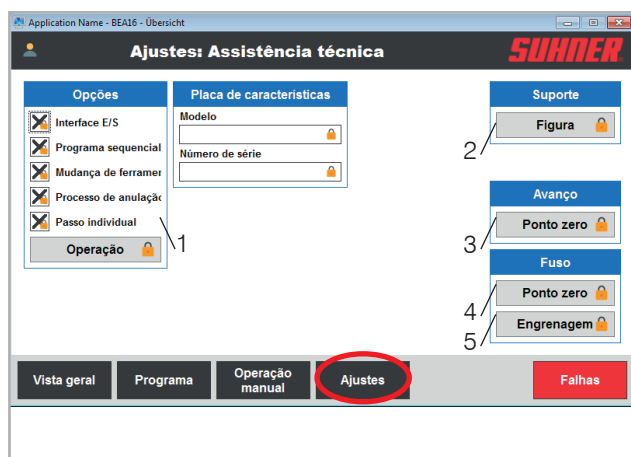 Application Name - BEA16 - Übersicht
Ajustes: Assistência técnica
SUHNER
Opções
Interface E/S
Programa sequencial
Mudança de ferramer
Processo de anulação
Passo individual
Operação
1
Placa de características
Modelo
Número de série
Suporte
Figura
2
Avanço
Ponto zero
3
Fuso
Ponto zero
4
Engrenagem
5
Vista geral
Programa
Operação
manual
Ajustes
Falhas